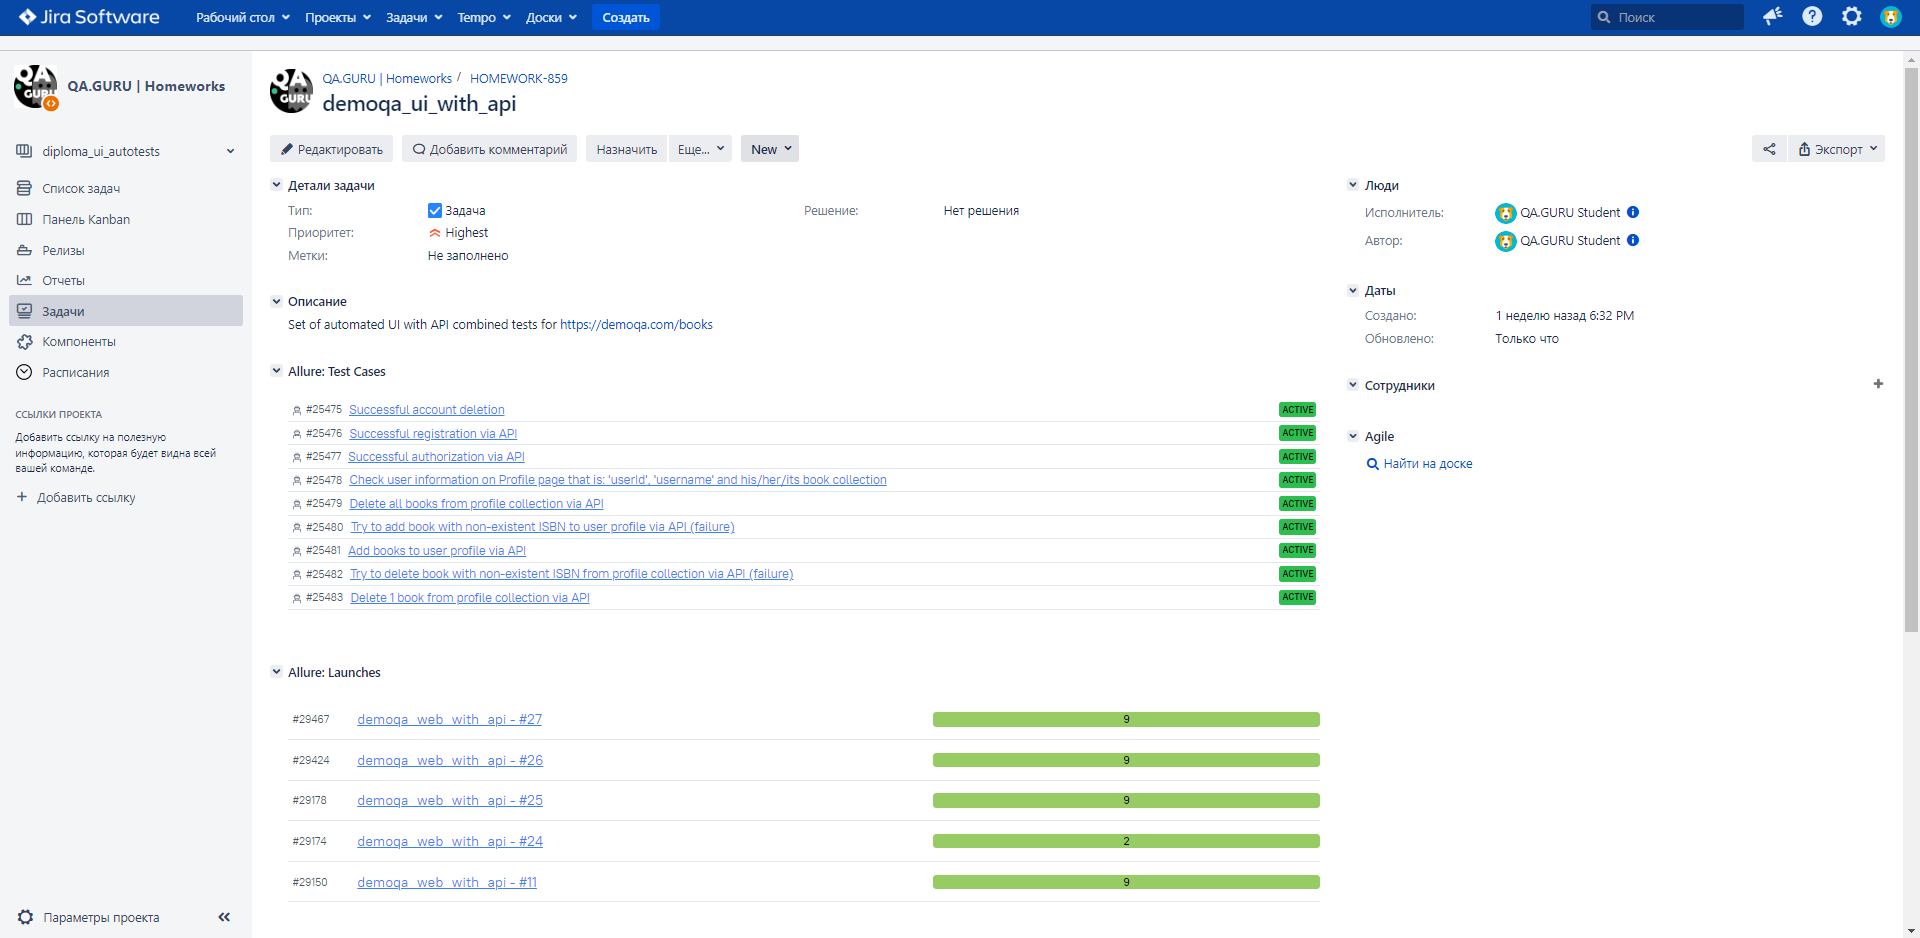 Jira Software Рабочий стол Проекты Задачи Tempo Доски Создать Поиск
QA.GURU | Homeworks
diploma_ui_autotests
Список задач
Панель Kanban
Релизы
Отчеты
Задачи
Компоненты
Расписания
ССЫЛКИ ПРОЕКТА
Добавить ссылку на полезную
информацию, которая будет видна всей
вашей команде.
+ Добавить ссылку
Параметры проекта
QA
GURU
QA.GURU | Homeworks / HOMEWORK-859
demoqa_ui_with_api
Редактировать Добавить комментарий Назначить Еще... New Экспорт
Детали задачи
Тип: Задача Решение: Нет решения
Приоритет: Highest
Метки: Не заполнено
Описание
Set of automated UI with API combined tests for https://demoqa.com/books
Allure: Test Cases
#25475 Successful account deletion ACTIVE
#25476 Successful registration via API ACTIVE
#25477 Successful authorization via API ACTIVE
#25478 Check user information on Profile page that is: 'userId', 'username' and his/her/its book collection ACTIVE
#25479 Delete all books from profile collection via API ACTIVE
#25480 Try to add book with non-existent ISBN to user profile via API (failure) ACTIVE
#25481 Add books to user profile via API ACTIVE
#25482 Try to delete book with non-existent ISBN from profile collection via API (failure) ACTIVE
#25483 Delete 1 book from profile collection via API ACTIVE
Allure: Launches
#29467 demoqa_web_with_api - #27 9
#29424 demoqa_web_with_api - #26 9
#29178 demoqa_web_with_api - #25 9
#29174 demoqa_web_with_api - #24 2
#29150 demoqa_web_with_api - #11 9
Люди
Исполнитель: QA.GURU Student
Автор: QA.GURU Student
Даты
Создано: 1 неделю назад 6:32 PM
Обновлено: Только что
Сотрудники
Agile
Найти на доске